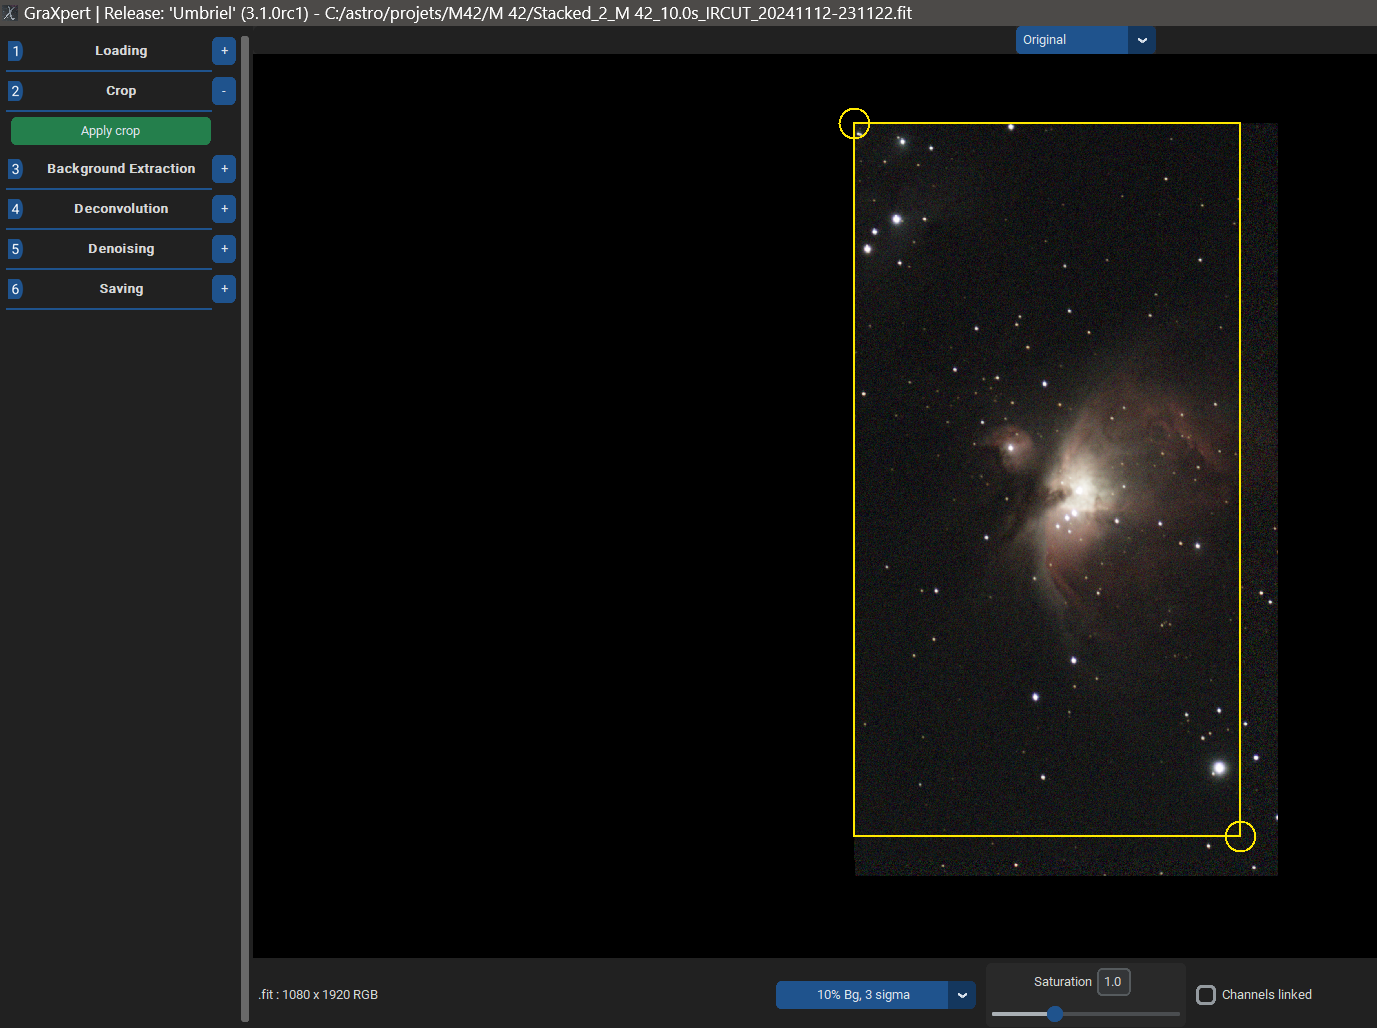 GraXpert | Release: 'Umbriel' (3.1.0rc1) - C:/astro/projets/M42/M 42/Stacked_2_M 42_10.0s_IRCUT_20241112-231122.fit
Original
1 Loading +
2 Crop -
Apply crop
3 Background Extraction +
4 Deconvolution +
5 Denoising +
6 Saving +
.fit : 1080 x 1920 RGB
10% Bg, 3 sigma
Saturation 1.0
Channels linked